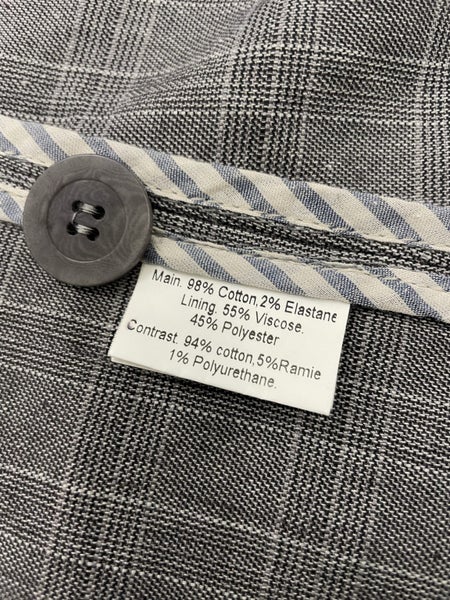 Main. 98% Cotton,2% Elastane
Lining. 55% Viscose.
45% Polyester
Contrast. 94% cotton,5%Ramie
1% Polyurethane.